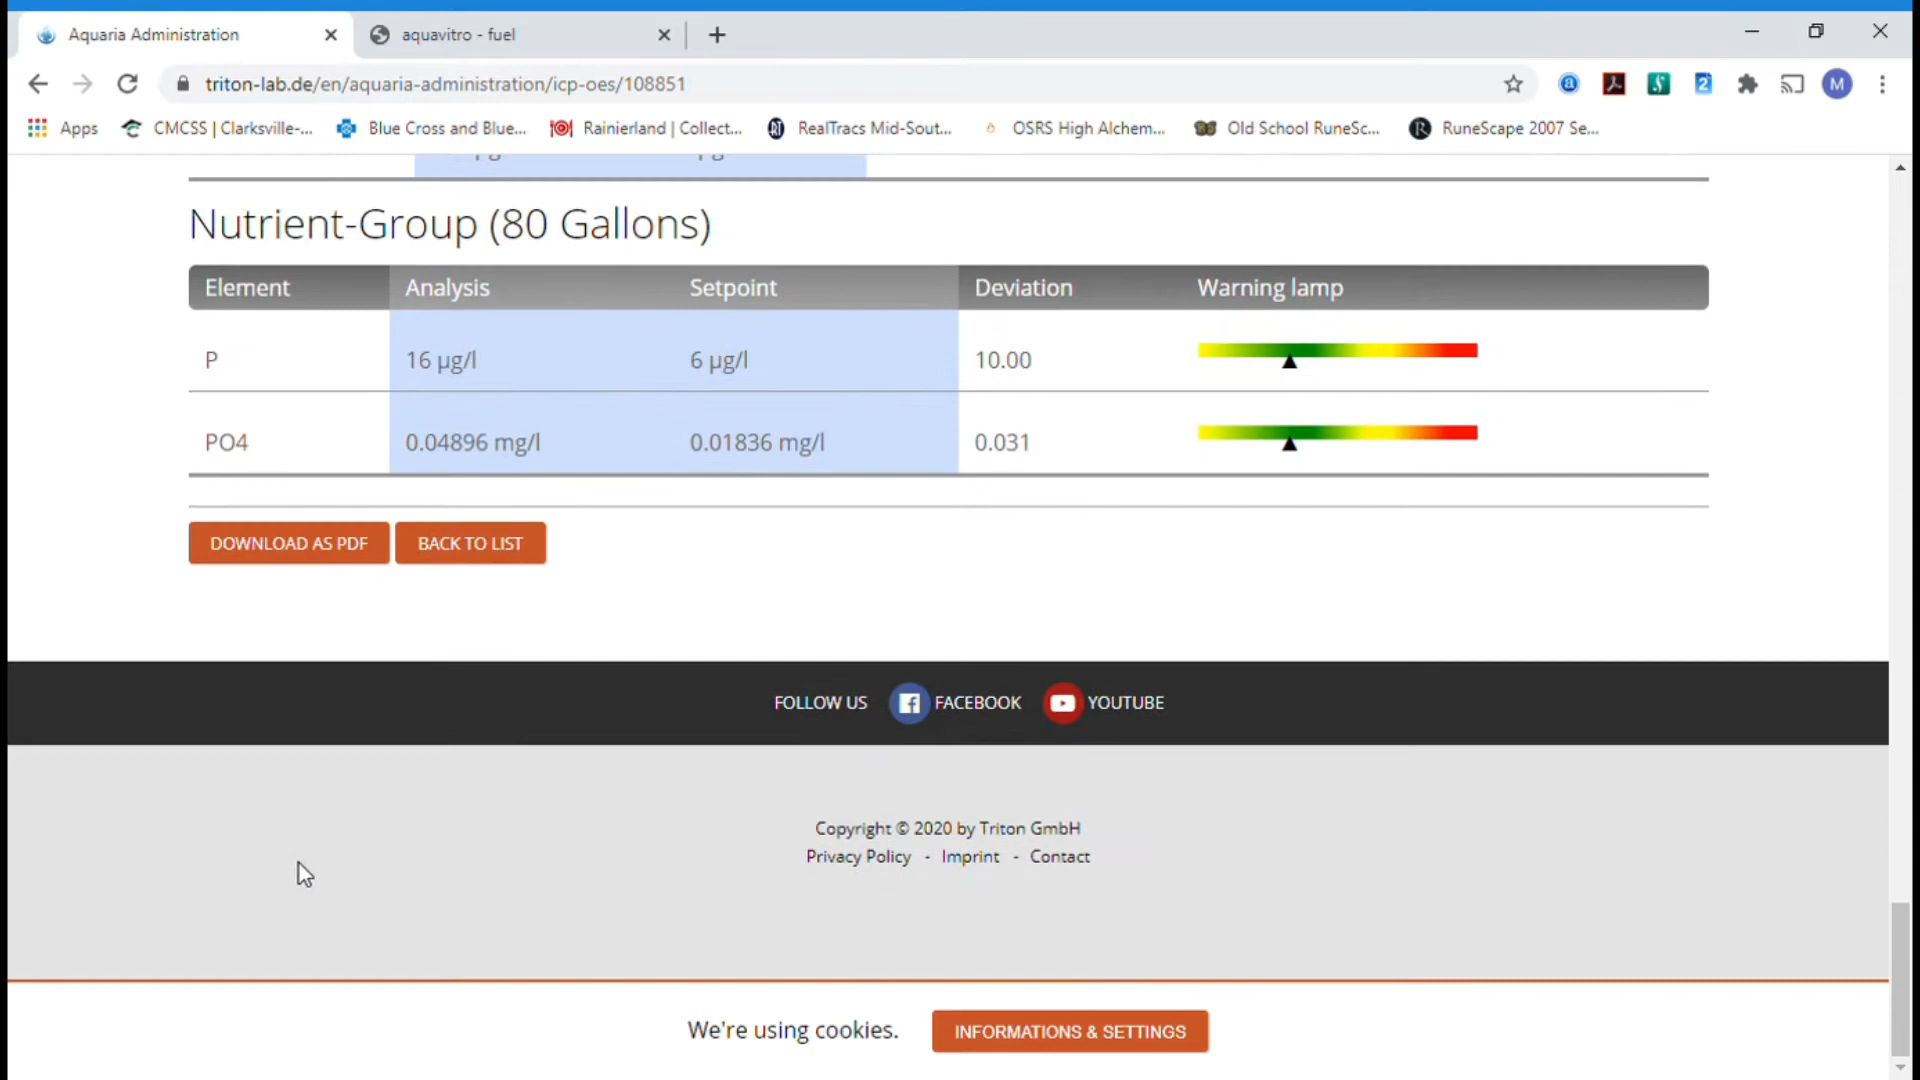 Aquaria Administration
aquavitro - fuel
triton-lab.de/en/aquaria-administration/icp-oes/108851
M
Apps
CMCSS | Clarksville-...
Blue Cross and Blue...
Rainierland | Collect...
RealTracs Mid-Sout...
OSRS High Alchem...
Old School RuneSc...
RuneScape 2007 Se...
Nutrient-Group (80 Gallons)
Element Analysis Setpoint Deviation Warning lamp
P 16 µg/l 6 µg/l 10.00
PO4 0.04896 mg/l 0.01836 mg/l 0.031
DOWNLOAD AS PDF
BACK TO LIST
FOLLOW US FACEBOOK YOUTUBE
Copyright © 2020 by Triton GmbH
Privacy Policy - Imprint - Contact
We're using cookies.
INFORMATIONS & SETTINGS